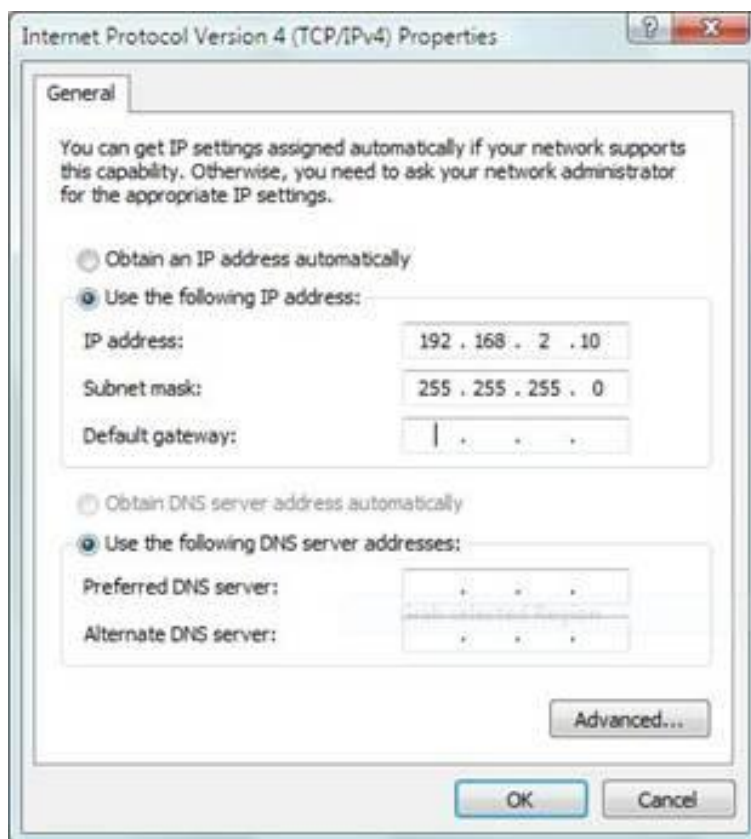 Internet Protocol Version 4 (TCP/IPv4) Properties
?
General
You can get IP settings assigned automatically if your network supports
this capability. Otherwise, you need to ask your network administrator
for the appropriate IP settings.
Obtain an IP address automatically
Use the following IP address:
IP address: 192 . 168 . 2 . 10
Subnet mask: 255 . 255 . 255 . 0
Default gateway: . . .
Obtain DNS server address automatically
Use the following DNS server addresses:
Preferred DNS server: . . .
Alternate DNS server: . . .
Advanced...
OK Cancel